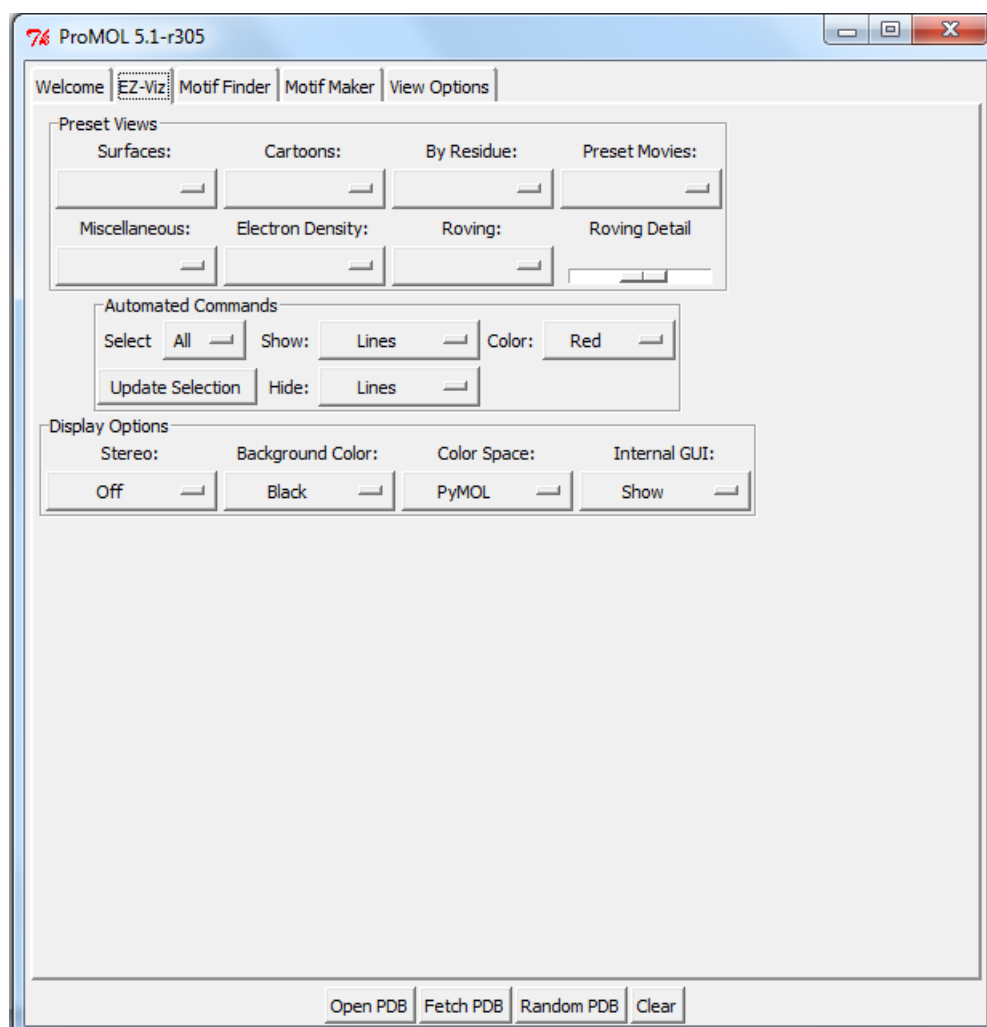 ProMOL 5.1-r305
Welcome EZ-Viz Motif Finder Motif Maker View Options
Preset Views
Surfaces: Cartoons: By Residue: Preset Movies:
Miscellaneous: Electron Density: Roving: Roving Detail
Automated Commands
Select All Show: Lines Color: Red
Update Selection Hide: Lines
Display Options
Stereo: Background Color: Color Space: Internal GUI:
Off Black PyMOL Show
Open PDB Fetch PDB Random PDB Clear